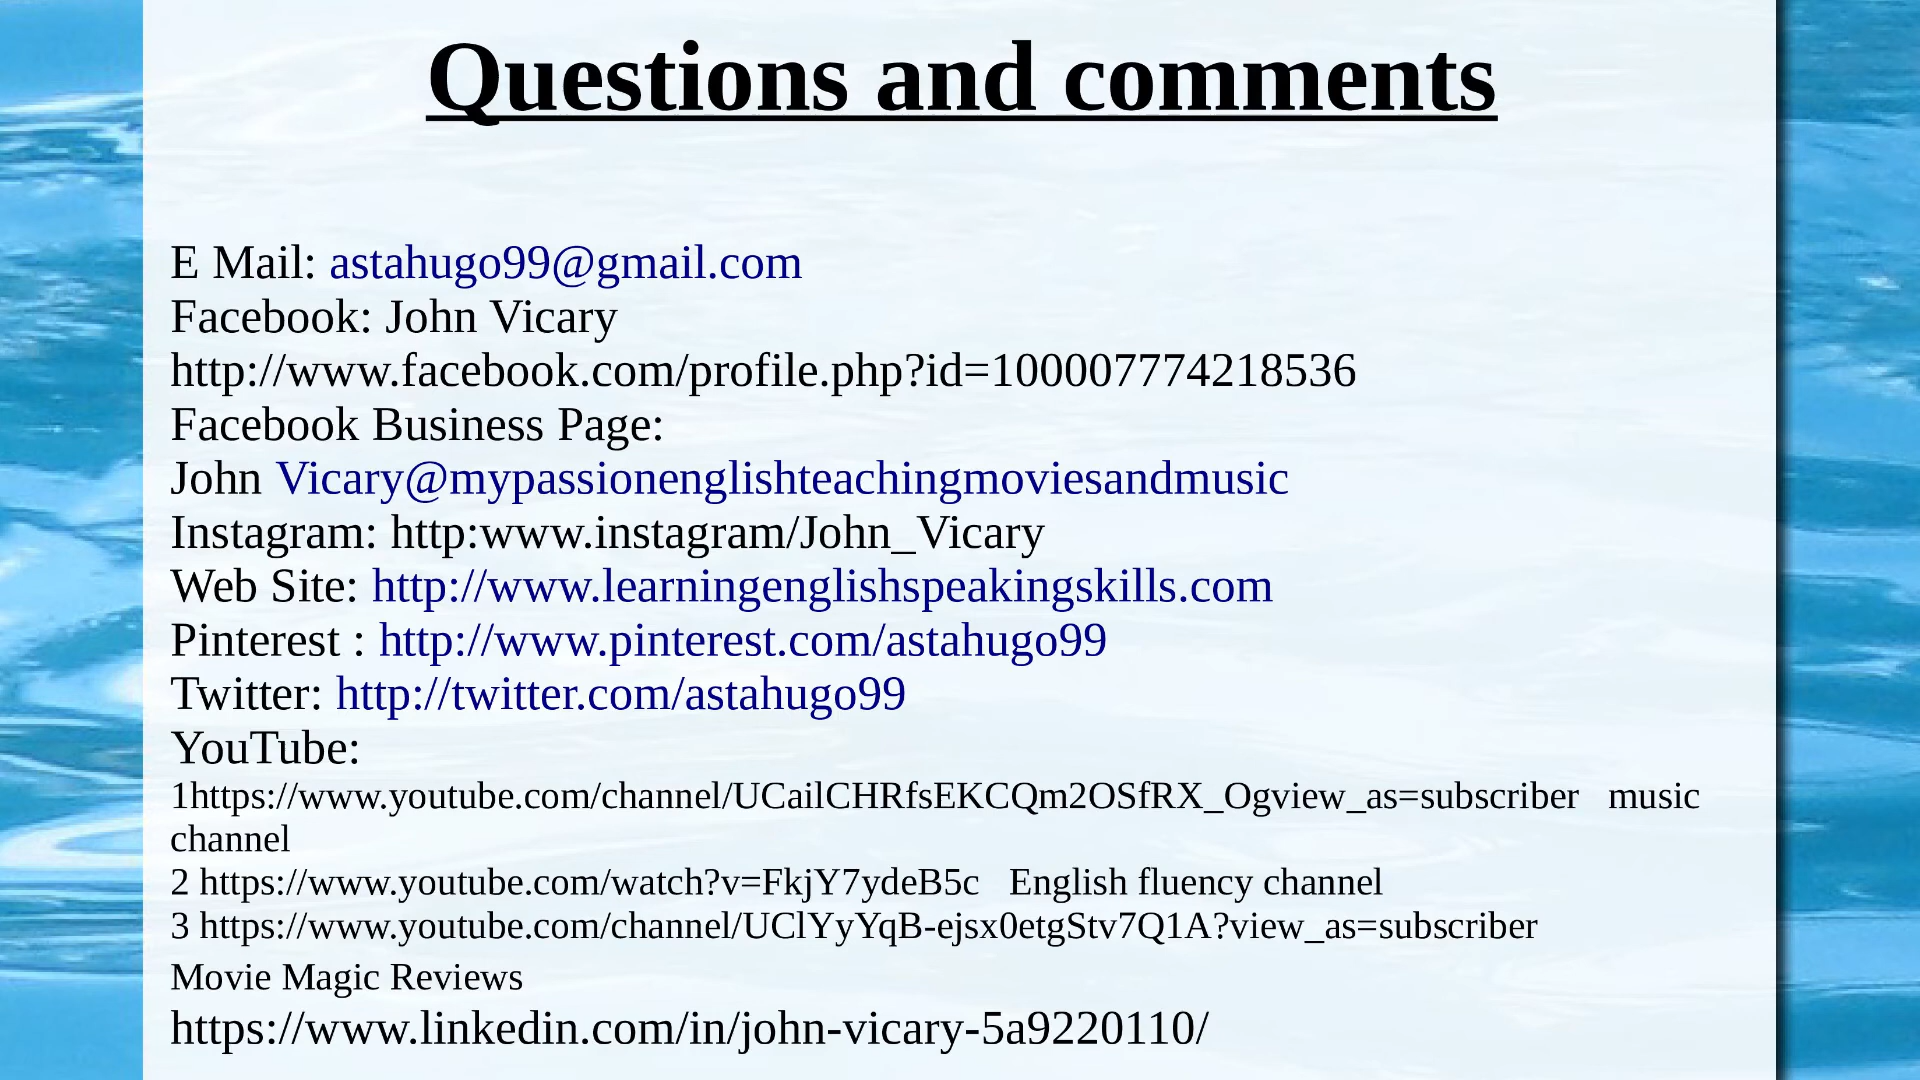 Questions and comments
E Mail: astahugo99@gmail.com
Facebook: John Vicary
http://www.facebook.com/profile.php?id=100007774218536
Facebook Business Page:
John Vicary@mypassionenglishteachingmoviesandmusic
Instagram: http:www.instagram/John_Vicary
Web Site: http://www.learningenglishspeakingskills.com
Pinterest : http://www.pinterest.com/astahugo99
Twitter: http://twitter.com/astahugo99
YouTube:
1https://www.youtube.com/channel/UCailCHRfsEKCQm2OSfRX_Ogview_as=subscriber music
channel
2 https://www.youtube.com/watch?v=FkjY7ydeB5c English fluency channel
3 https://www.youtube.com/channel/UClYyYqB-ejsx0etgStv7Q1A?view_as=subscriber
Movie Magic Reviews
https://www.linkedin.com/in/john-vicary-5a9220110/